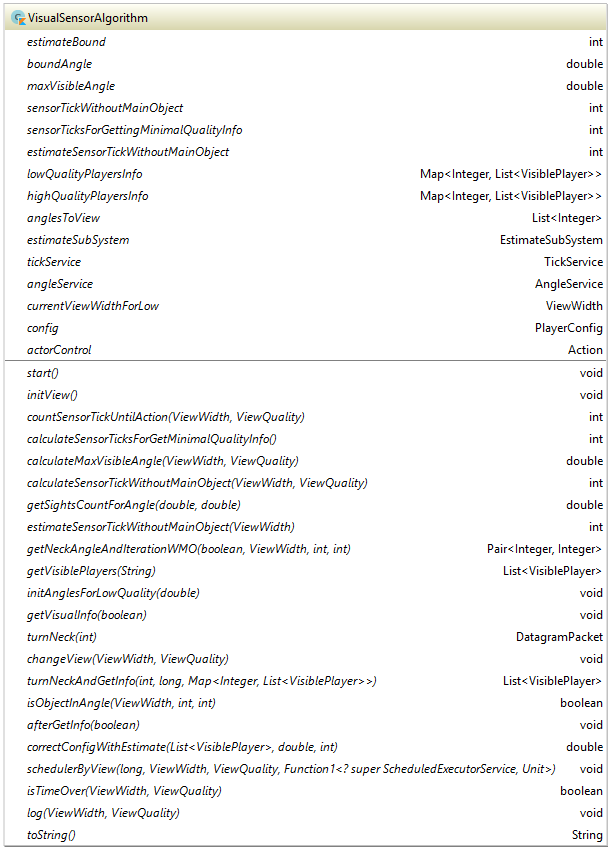 VisualSensorAlgorithm
estimateBound int
boundAngle double
maxVisibleAngle double
sensorTickWithoutMainObject int
sensorTicksForGettingMinimalQualityInfo int
estimateSensorTickWithoutMainObject int
lowQualityPlayersInfo Map<Integer, List<VisiblePlayer>>
highQualityPlayersInfo Map<Integer, List<VisiblePlayer>>
anglesToView List<Integer>
estimateSubSystem EstimateSubSystem
tickService TickService
angleService AngleService
currentViewWidthForLow ViewWidth
config PlayerConfig
actorControl Action
start() void
initView() void
countSensorTickUntilAction(ViewWidth, ViewQuality) int
calculateSensorTicksForGetMinimalQualityInfo() int
calculateMaxVisibleAngle(ViewWidth, ViewQuality) double
calculateSensorTickWithoutMainObject(ViewWidth, ViewQuality) int
getSightsCountForAngle(double, double) double
estimateSensorTickWithoutMainObject(ViewWidth) int
getNeckAngleAndIterationWMO(boolean, ViewWidth, int, int) Pair<Integer, Integer>
getVisiblePlayers(String) List<VisiblePlayer>
initAnglesForLowQuality(double) void
getVisualInfo(boolean) void
turnNeck(int) DatagramPacket
changeView(ViewWidth, ViewQuality) void
turnNeckAndGetInfo(int, long, Map<Integer, List<VisiblePlayer>>) List<VisiblePlayer>
isObjectInAngle(ViewWidth, int, int) boolean
afterGetInfo(boolean) void
correctConfigWithEstimate(List<VisiblePlayer>, double, int) double
schedulerByView(long, ViewWidth, ViewQuality, Function1<? super ScheduledExecutorService, Unit>) void
isTimeOver(ViewWidth, ViewQuality) boolean
log(ViewWidth, ViewQuality) void
toString() String